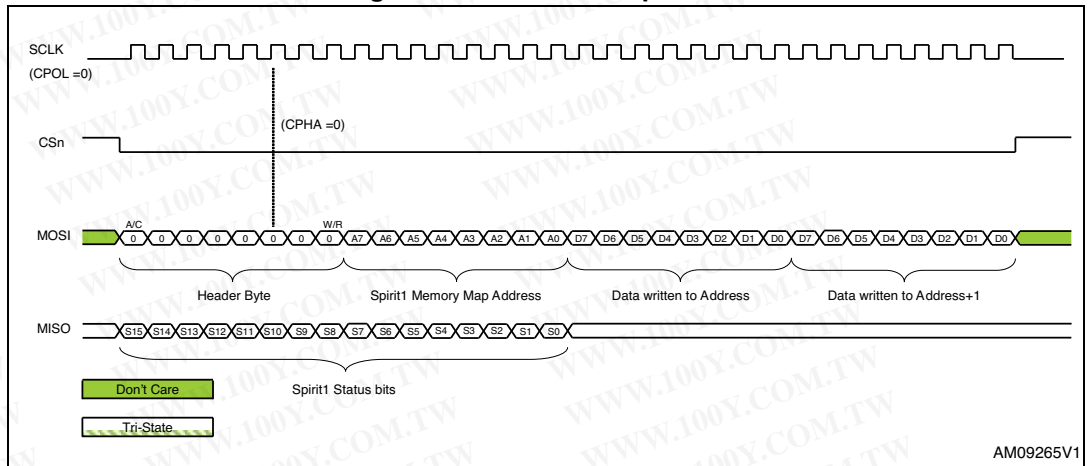 SCLK
(CPOL =0)
(CPHA =0)
CSn
A/C W/R
MOSI 0 0 0 0 0 0 0 0 A7 A6 A5 A4 A3 A2 A1 A0 D7 D6 D5 D4 D3 D2 D1 D0 D7 D6 D5 D4 D3 D2 D1 D0
Header Byte Spirit1 Memory Map Address Data written to Address Data written to Address+1
MISO S15 S14 S13 S12 S11 S10 S9 S8 S7 S6 S5 S4 S3 S2 S1 S0
Spirit1 Status bits
Don't Care
Tri-State
AM09265V1
WWW.100Y.COM.TW